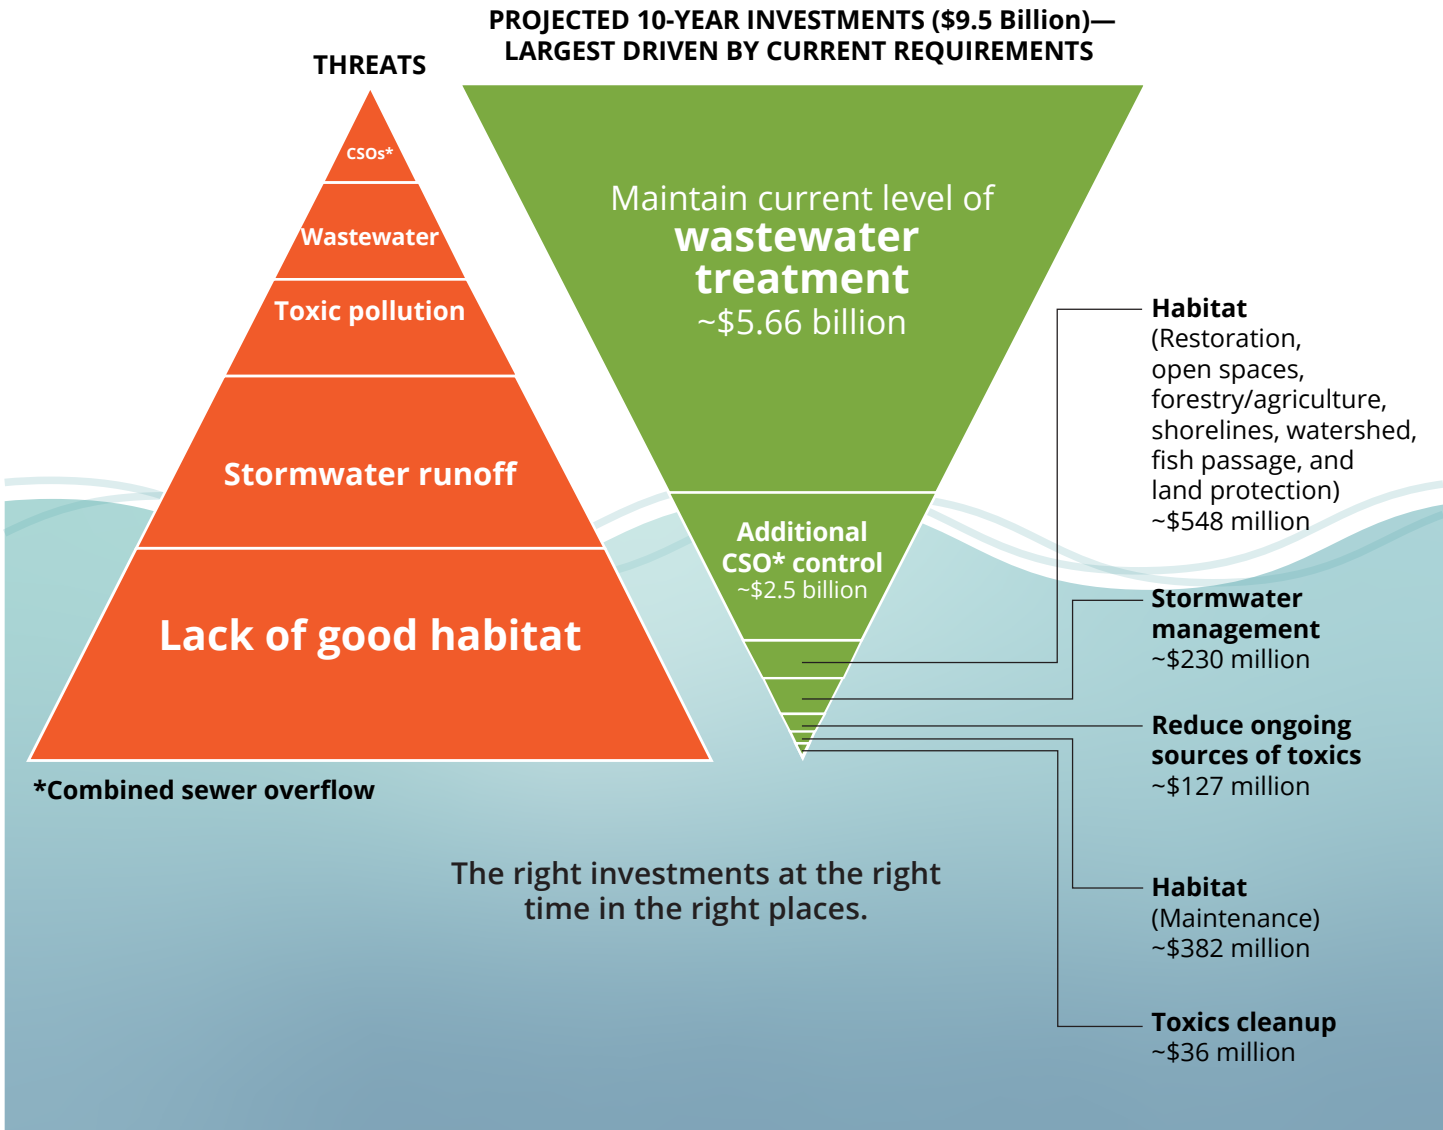 PROJECTED 10-YEAR INVESTMENTS ($9.5 Billion)—
LARGEST DRIVEN BY CURRENT REQUIREMENTS
THREATS
CSOs*
Wastewater
Toxic pollution
Stormwater runoff
Lack of good habitat
*Combined sewer overflow
Maintain current level of
wastewater
treatment
~$5.66 billion
Additional
CSO* control
~$2.5 billion
Habitat
(Restoration,
open spaces,
forestry/agriculture,
shorelines, watershed,
fish passage, and
land protection)
~$548 million
Stormwater
management
~$230 million
Reduce ongoing
sources of toxics
~$127 million
Habitat
(Maintenance)
~$382 million
Toxics cleanup
~$36 million
The right investments at the right
time in the right places.